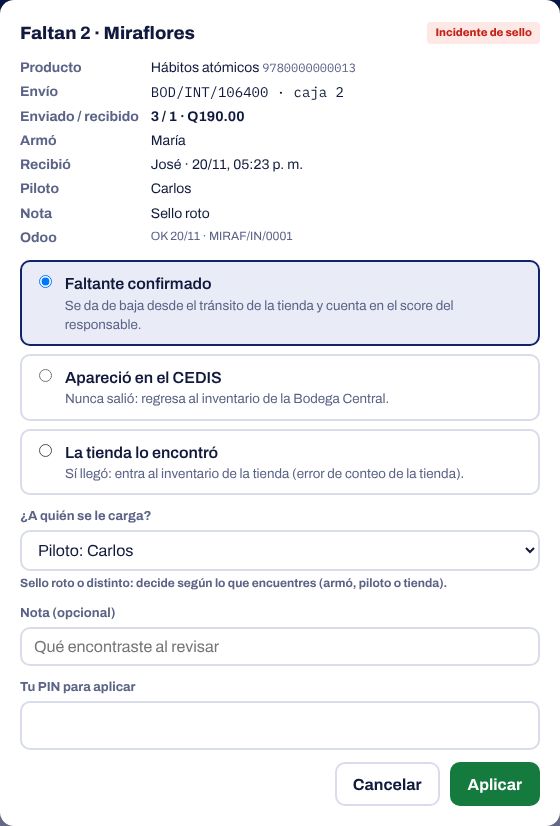 Faltan 2 · Miraflores
Incidente de sello
Producto Hábitos atómicos 9780000000013
Envío BOD/INT/106400 · caja 2
Enviado / recibido 3 / 1 · Q190.00
Armó María
Recibió José · 20/11, 05:23 p. m.
Piloto Carlos
Nota Sello roto
Odoo OK 20/11 · MIRAF/IN/0001
Faltante confirmado
Se da de baja desde el tránsito de la tienda y cuenta en el score del
responsable.
Apareció en el CEDIS
Nunca salió: regresa al inventario de la Bodega Central.
La tienda lo encontró
Sí llegó: entra al inventario de la tienda (error de conteo de la tienda).
¿A quién se le carga?
Piloto: Carlos
Sello roto o distinto: decide según lo que encuentres (armó, piloto o tienda).
Nota (opcional)
Qué encontraste al revisar
Tu PIN para aplicar
Cancelar
Aplicar